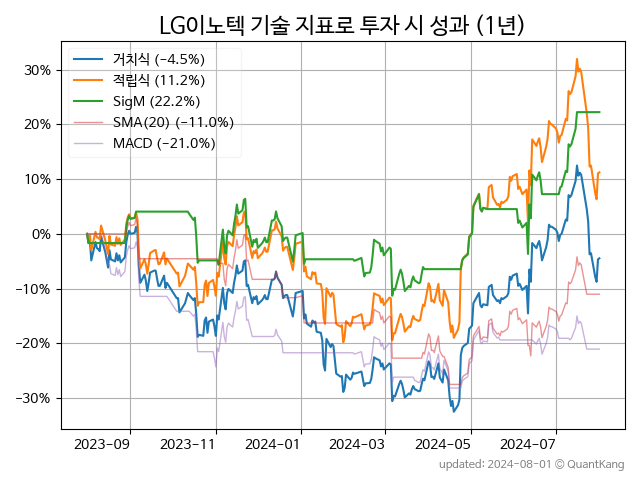 LG이노텍 기술 지표로 투자 시 성과 (1년)
거치식 (−4.5%)
적립식 (11.2%)
SigM (22.2%)
SMA(20) (−11.0%)
MACD (−21.0%)
30%
20%
10%
0%
−10%
−20%
−30%
2023-09 2023-11 2024-01 2024-03 2024-05 2024-07
updated: 2024-08-01 © QuantKang